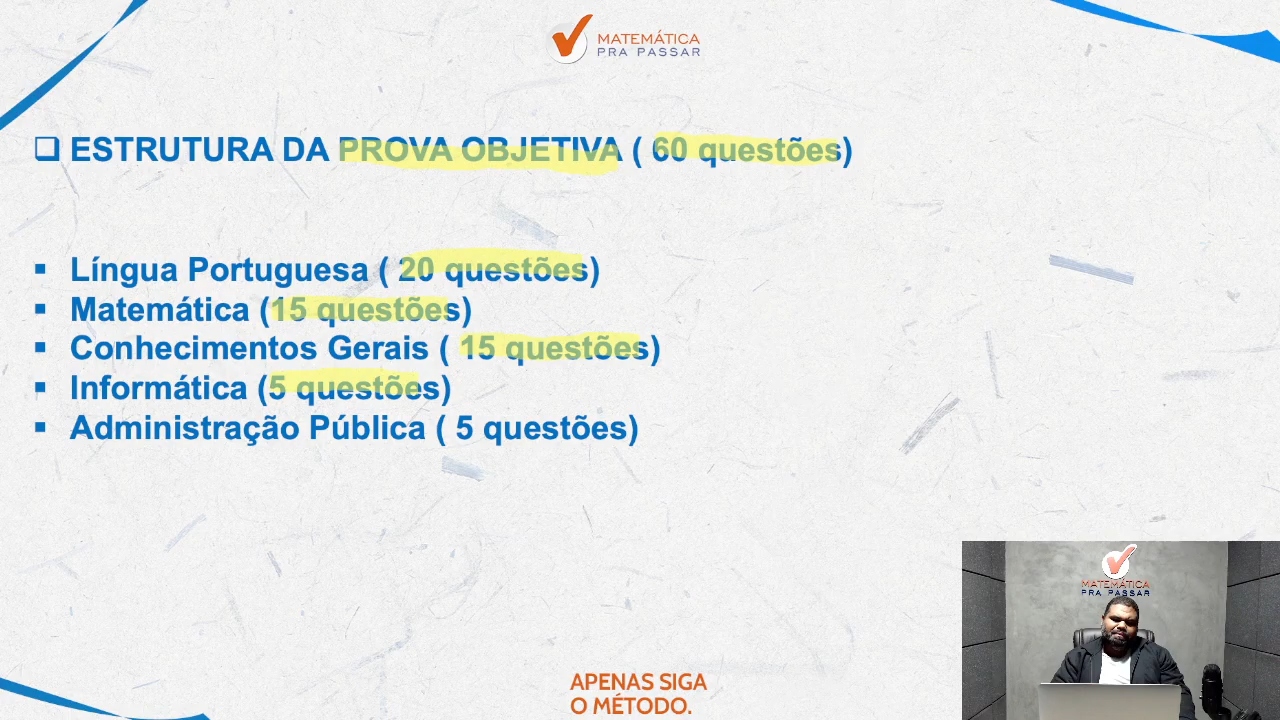 MATEMÁTICA
PRA PASSAR
ESTRUTURA DA PROVA OBJETIVA ( 60 questões)
Língua Portuguesa ( 20 questões)
Matemática (15 questões)
Conhecimentos Gerais ( 15 questões)
Informática (5 questões)
Administração Pública ( 5 questões)
MATEMÁTICA
PRA PASSAR
APENAS SIGA
O MÉTODO.